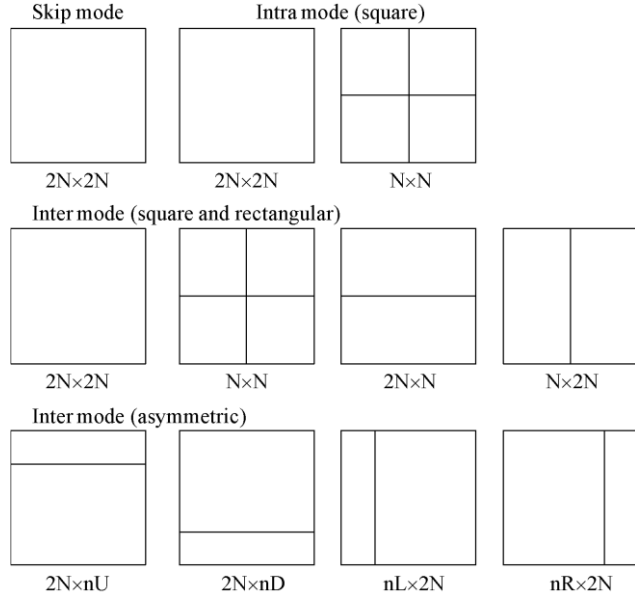 Skip mode Intra mode (square)
2N×2N 2N×2N N×N
Inter mode (square and rectangular)
2N×2N N×N 2N×N N×2N
Inter mode (asymmetric)
2N×nU 2N×nD nL×2N nR×2N